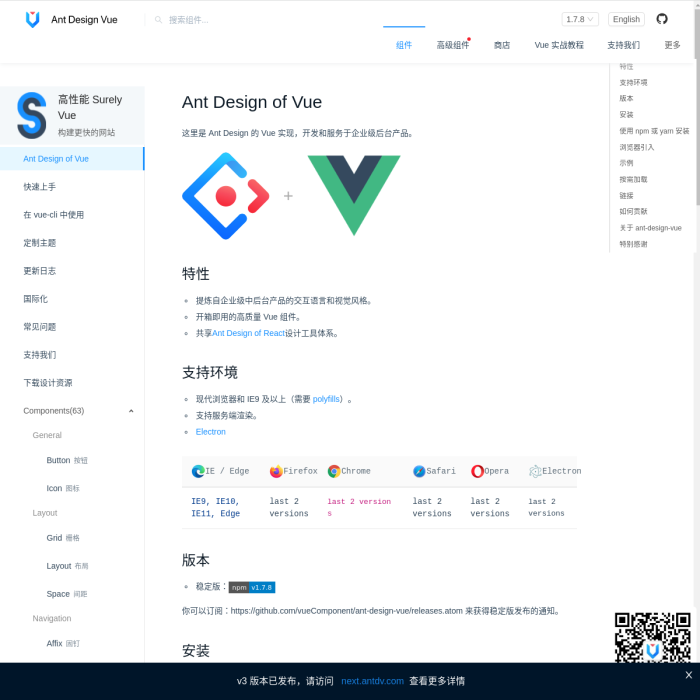 Ant Design Vue
搜索组件...
1.7.8
English
组件
高级组件
商店
Vue 实战教程
支持我们
更多
高性能 Surely
Vue
构建更快的网站
Ant Design of Vue
快速上手
在 vue-cli 中使用
定制主题
更新日志
国际化
常见问题
支持我们
下载设计资源
Components(63)
General
Button 按钮
Icon 图标
Layout
Grid 栅格
Layout 布局
Space 间距
Navigation
Affix 固钉
Ant Design of Vue
这里是 Ant Design 的 Vue 实现，开发和服务于企业级后台产品。
+
特性
提炼自企业级中后台产品的交互语言和视觉风格。
开箱即用的高质量 Vue 组件。
共享Ant Design of React设计工具体系。
支持环境
现代浏览器和 IE9 及以上（需要 polyfills）。
支持服务端渲染。
Electron
IE / Edge Firefox Chrome Safari Opera Electron
IE9, IE10, last 2 last 2 version last 2 last 2 last 2
IE11, Edge versions s versions versions versions
版本
稳定版：npm v1.7.8
你可以订阅：https://github.com/vueComponent/ant-design-vue/releases.atom 来获得稳定版发布的通知。
安装
特性
支持环境
版本
安装
使用 npm 或 yarn 安装
浏览器引入
示例
按需加载
链接
如何贡献
关于 ant-design-vue
特别感谢
v3 版本已发布，请访问 next.antdv.com 查看更多详情
X